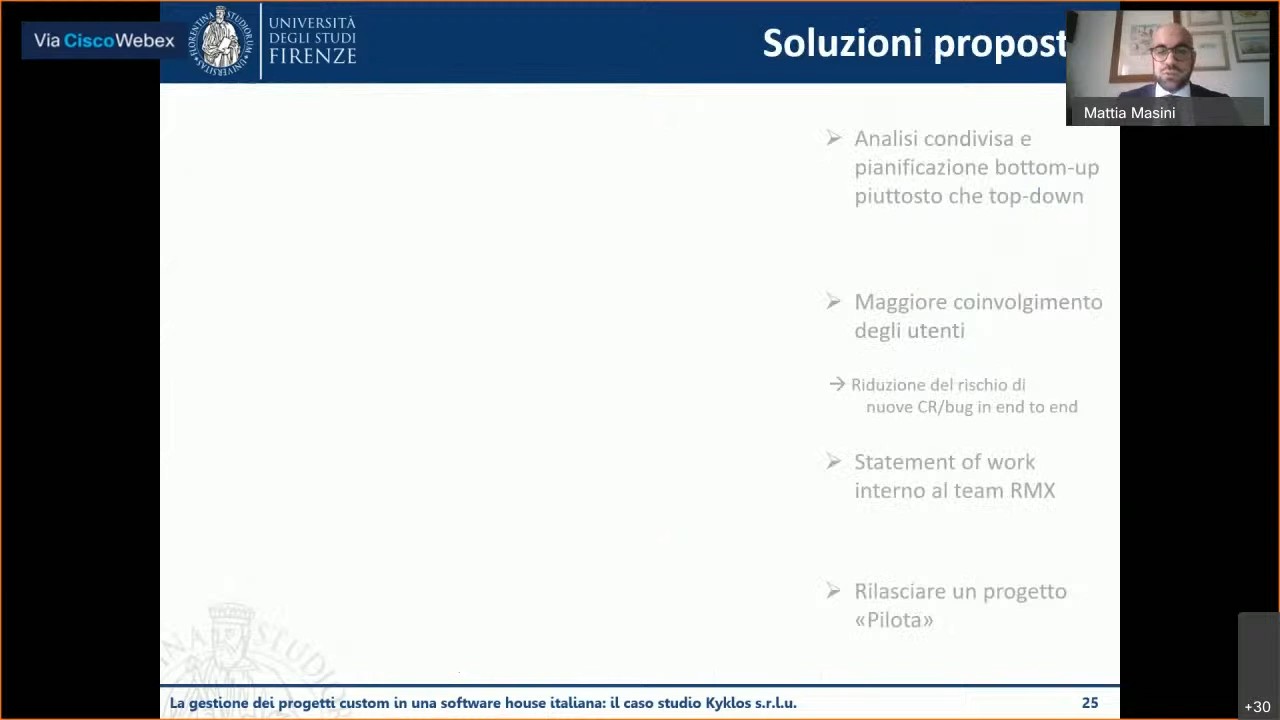 Via Cisco Webex
UNIVERSITÀ
DEGLI STUDI
FIRENZE
Soluzioni propost
Mattia Masini
➢ Analisi condivisa e
pianificazione bottom-up
piuttosto che top-down
➢ Maggiore coinvolgimento
degli utenti
→ Riduzione del rischio di
nuove CR/bug in end to end
➢ Statement of work
interno al team RMX
➢ Rilasciare un progetto
«Pilota»
La gestione dei progetti custom in una software house italiana: il caso studio Kyklos s.r.l.u.
25
+30